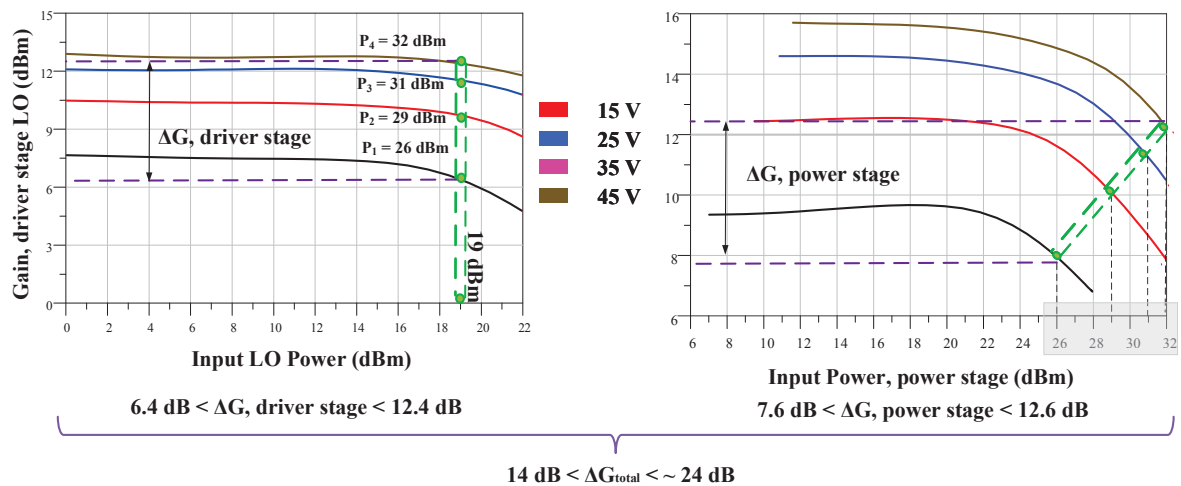 Gain, driver stage LO (dBm)
15
12
9
6
3
0
P4 = 32 dBm
P3 = 31 dBm
P2 = 29 dBm
P1 = 26 dBm
ΔG, driver stage
19 dBm
0 2 4 6 8 10 12 14 16 18 20 22
Input LO Power (dBm)
6.4 dB < ΔG, driver stage < 12.4 dB
15 V
25 V
35 V
45 V
16
14
12
10
8
6
ΔG, power stage
6 8 10 12 14 16 18 20 22 24 26 28 29 30 31 32
Input Power, power stage (dBm)
7.6 dB < ΔG, power stage < 12.6 dB
14 dB < ΔGtotal < ~ 24 dB